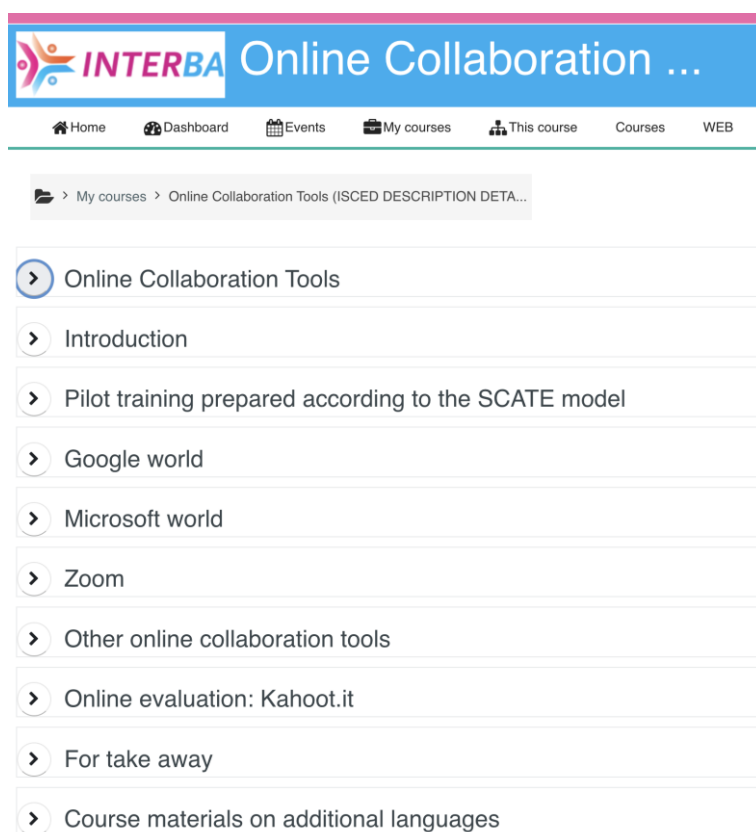 INTERBA Online Collaboration ...
Home Dashboard Events My courses This course Courses WEB
> My courses > Online Collaboration Tools (ISCED DESCRIPTION DETA...
Online Collaboration Tools
Introduction
Pilot training prepared according to the SCATE model
Google world
Microsoft world
Zoom
Other online collaboration tools
Online evaluation: Kahoot.it
For take away
Course materials on additional languages